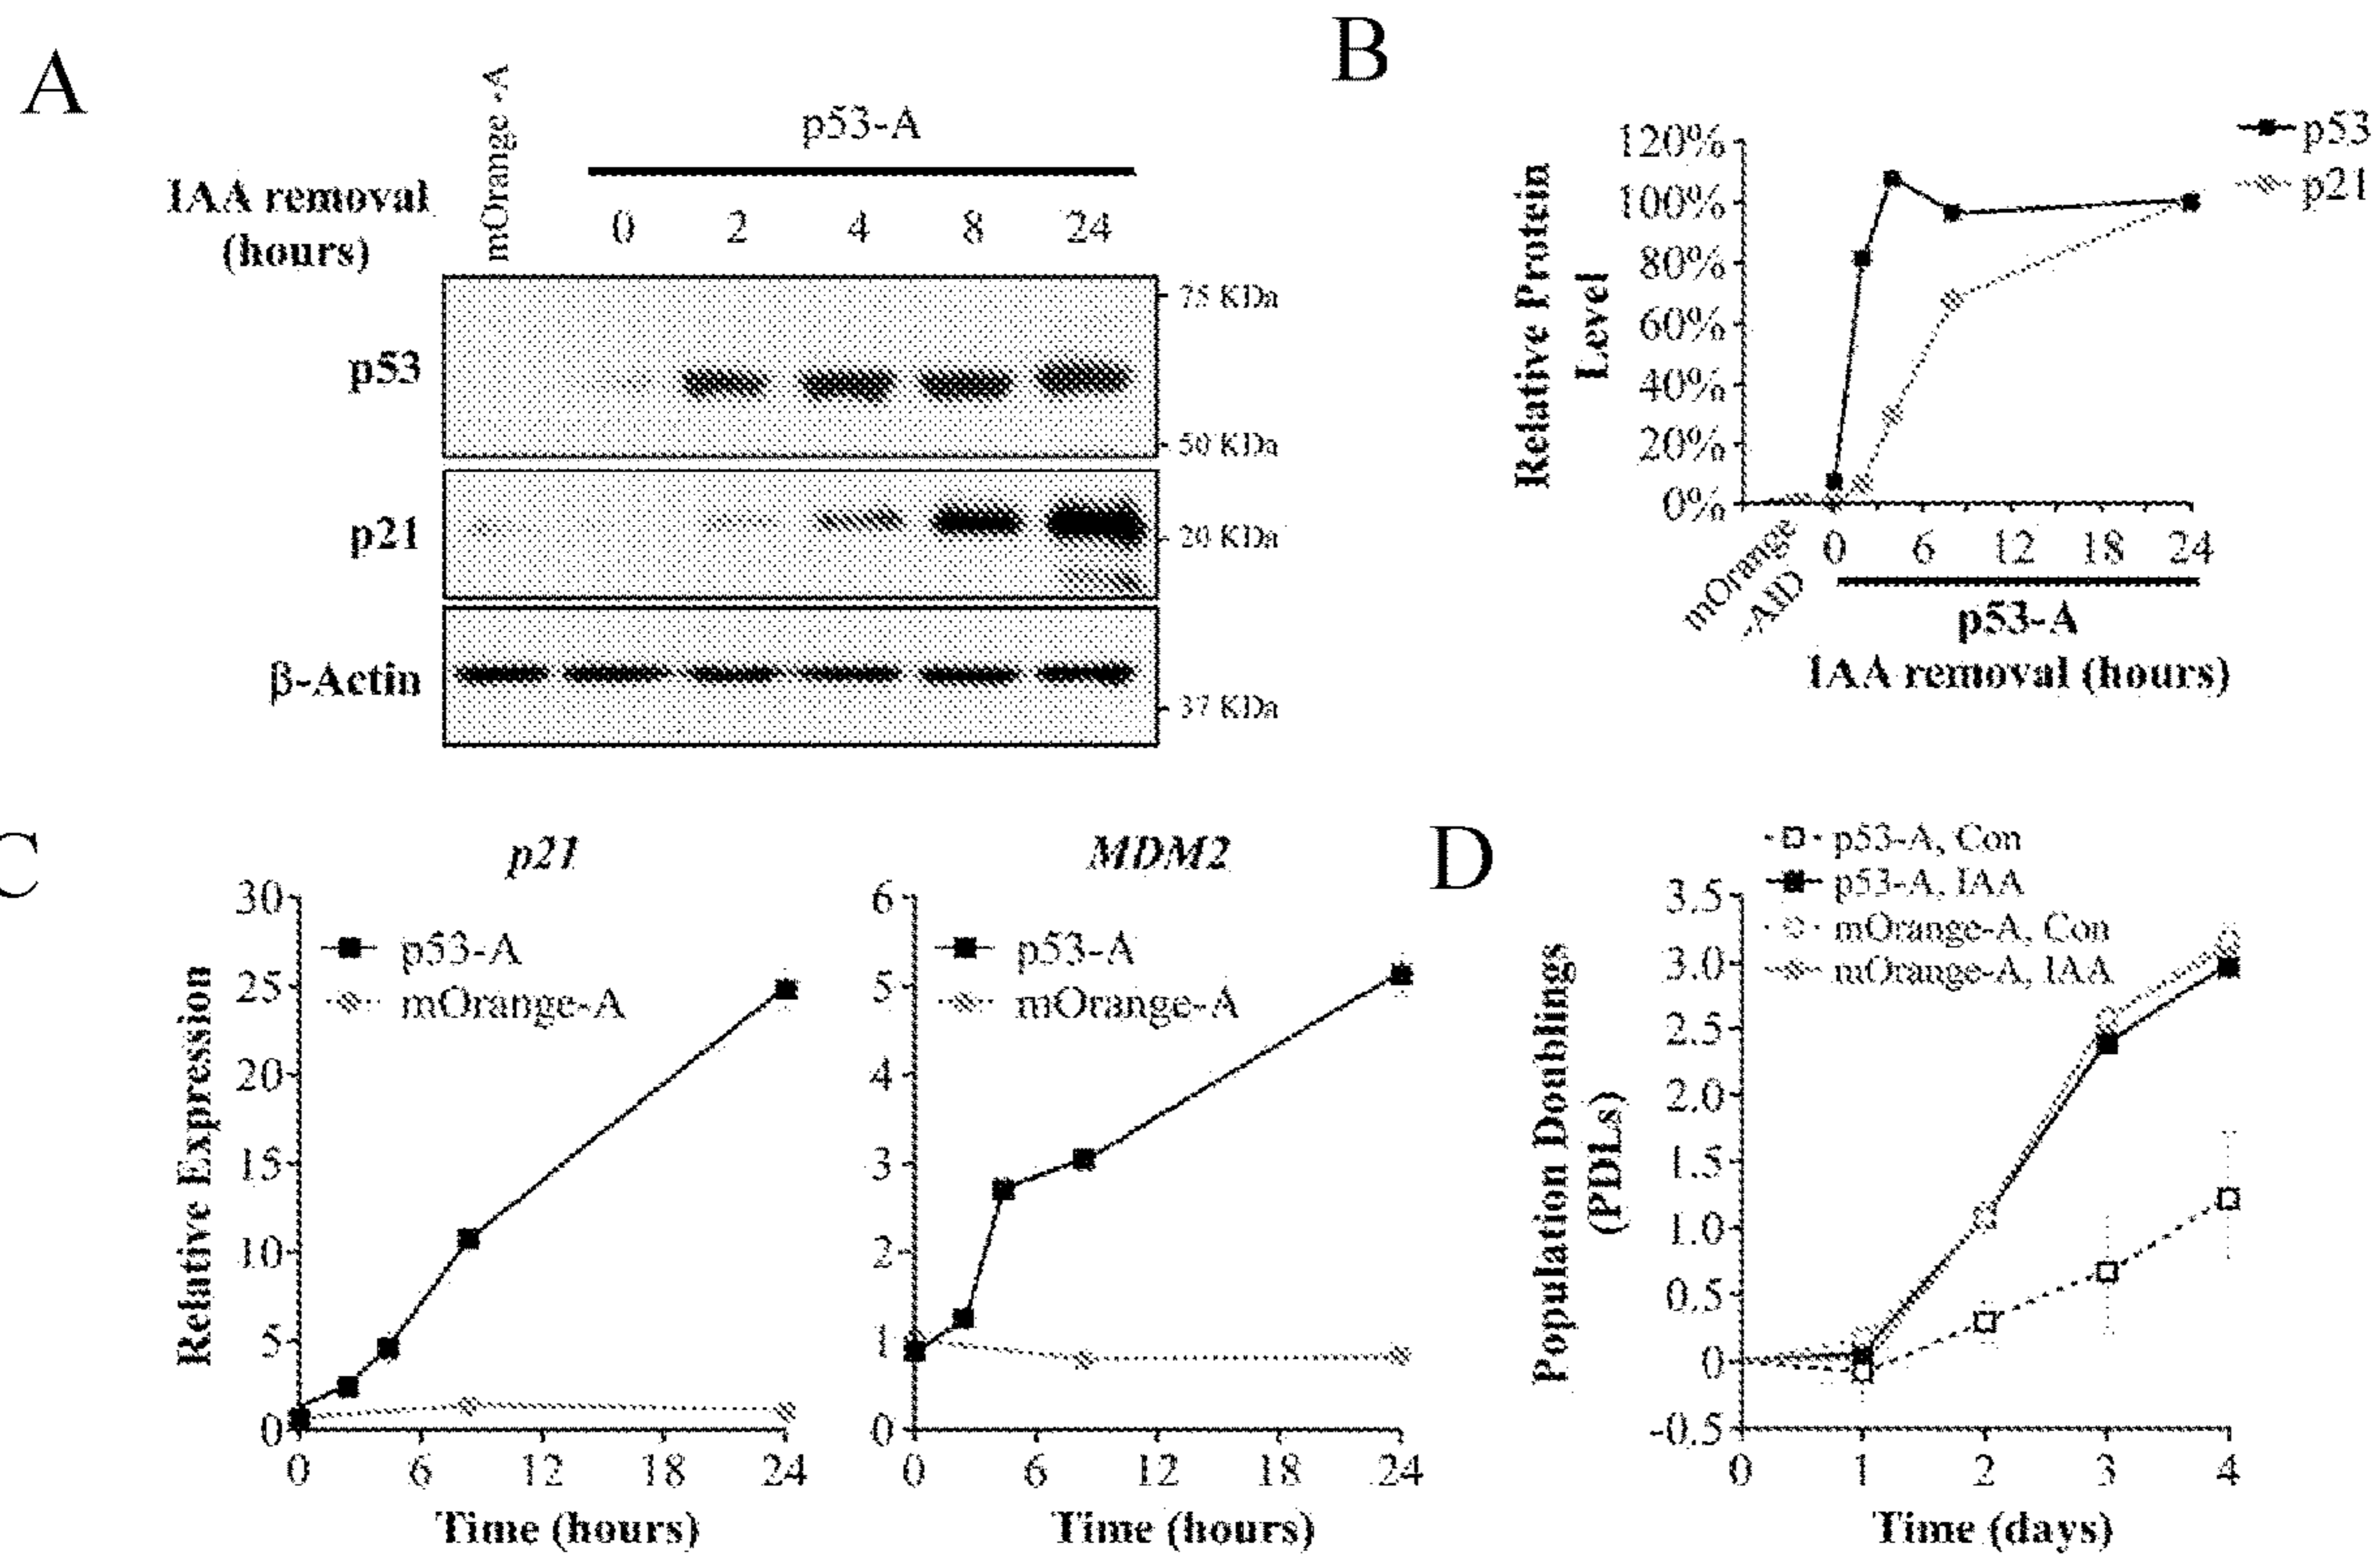 A
mOrange -A
p53-A
IAA removal
(hours)
0 2 4 8 24
p53
p21
β-Actin
75 KDa
50 KDa
20 KDa
37 KDa
B
p53
p21
Relative Protein
Level
120%
100%
80%
60%
40%
20%
0%
mOrange
-AID
0 6 12 18 24
p53-A
IAA removal (hours)
C
p21
p53-A
mOrange-A
Relative Expression
30
25
20
15
10
5
0
0 6 12 18 24
Time (hours)
MDM2
p53-A
mOrange-A
6
5
4
3
2
1
0
0 6 12 18 24
Time (hours)
D
p53-A, Con
p53-A, IAA
mOrange-A, Con
mOrange-A, IAA
Population Doublings
(PDLs)
3.5
3.0
2.5
2.0
1.5
1.0
0.5
0
-0.5
0 1 2 3 4
Time (days)